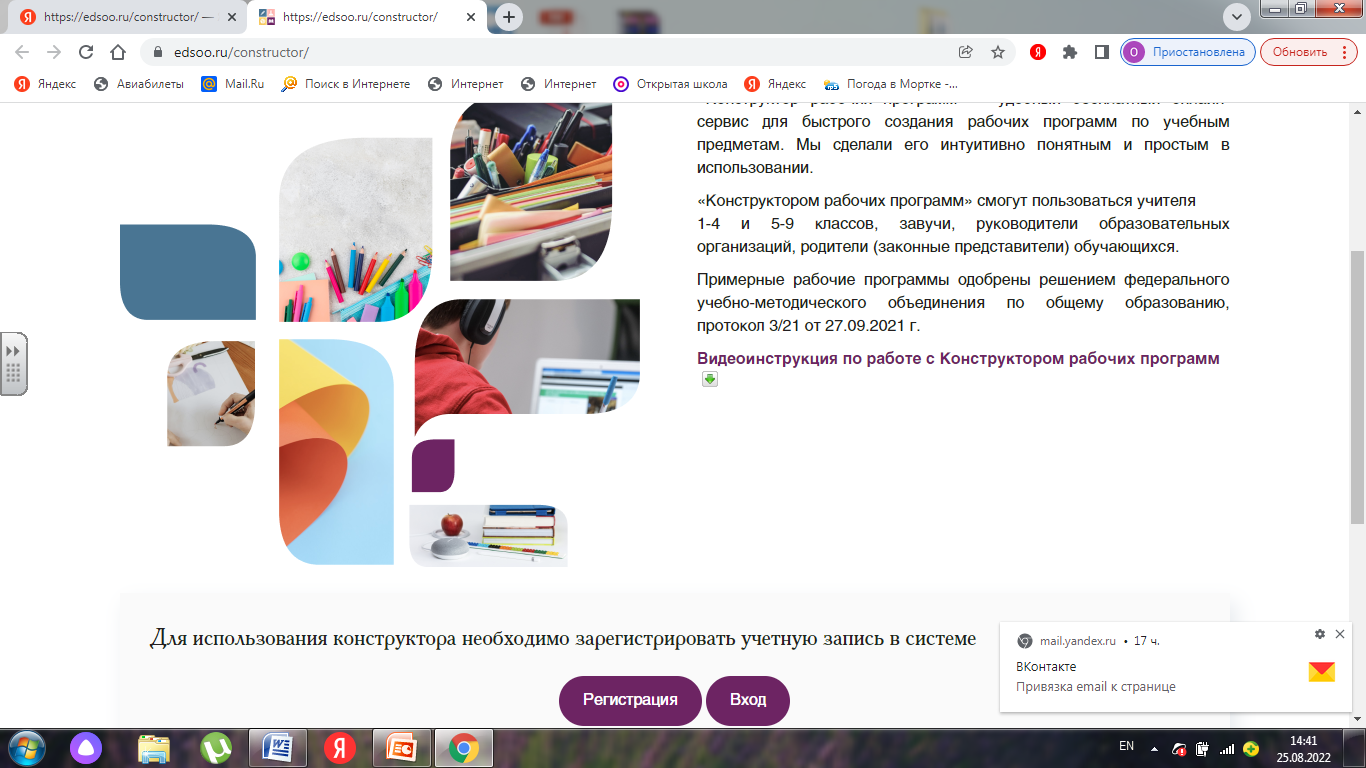 https://edsoo.ru/constructor/ —
https://edsoo.ru/constructor/
edsoo.ru/constructor/
О Приостановлена
Обновить
Яндекс
Авиабилеты
Mail.Ru
Поиск в Интернете
Интернет
Интернет
Открытая школа
Яндекс
Погода в Мортке -...
сервис для быстрого создания рабочих программ по учебным
предметам. Мы сделали его интуитивно понятным и простым в
использовании.
«Конструктором рабочих программ» смогут пользоваться учителя
1-4 и 5-9 классов, завучи, руководители образовательных
организаций, родители (законные представители) обучающихся.
Примерные рабочие программы одобрены решением федерального
учебно-методического объединения по общему образованию,
протокол 3/21 от 27.09.2021 г.
Видеоинструкция по работе с Конструктором рабочих программ
Для использования конструктора необходимо зарегистрировать учетную запись в системе
Регистрация
Вход
mail.yandex.ru • 17 ч.
ВКонтакте
Привязка email к странице
EN
14:41
25.08.2022